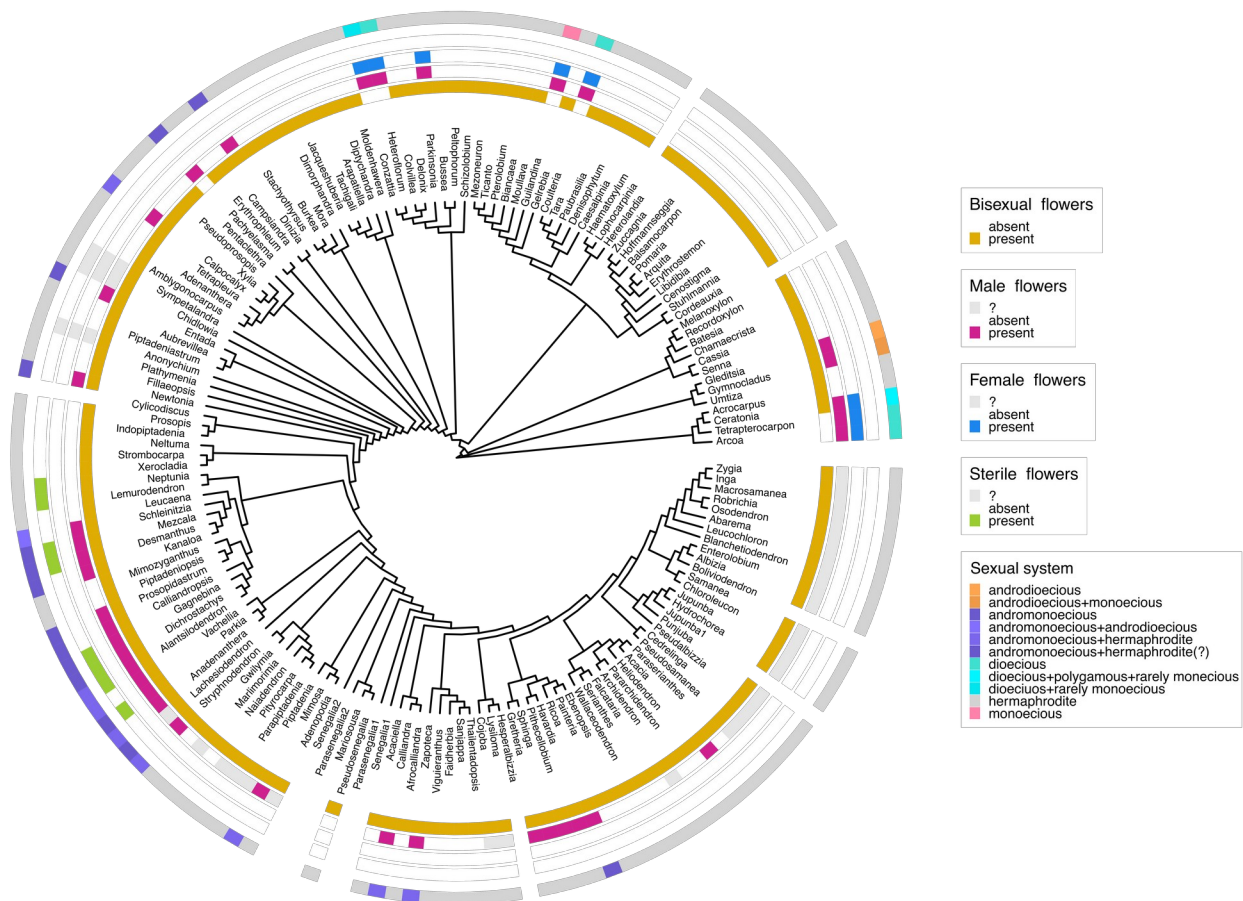 Schizolobium
Peltophorum
Bussea
Parkinsonia
Delonix
Colvillea
Heteroflorum
Conzattia
Moldenhawera
Diptychandra
Arapatiella
Tachigali
Jacqueshuberia
Dimorphandra
Mora
Burkea
Stachyothyrsus
Dinizia
Campsiandra
Erythrophleum
Pachyelasma
Pentaclethra
Pseudoprosopis
Xylia
Calpocalyx
Tetrapleura
Adenanthera
Amblygonocarpus
Sympetalandra
Chidlowia
Entada
Aubrevillea
Piptadeniastrum
Anonychium
Plathymenia
Fillaeopsis
Newtonia
Cylicodiscus
Prosopis
Indopiptadenia
Neltuma
Strombocarpa
Xerocladia
Neptunia
Lemurodendron
Leucaena
Schleinitzia
Mezcala
Desmanthus
Kanaloa
Mimozyganthus
Piptadeniopsis
Prosopidastrum
Calliandropsis
Gagnebina
Dichrostachys
Alantsilodendron
Vachellia
Parkia
Anadenanthera
Lachesiodendron
Stryphnodendron
Gwilymia
Marlimorimia
Naiadendron
Pityrocarpa
Parapiptadenia
Piptadenia
Mimosa
Adenopodia
Senegalia2
Parasenegalia2
Mariosousa
Pseudosenegalia
Parasenegalia1
Senegalia1
Acaciella
Calliandra
Afrocalliandra
Zapoteca
Viguieranthus
Faidherbia
Sanjappa
Thailentadopsis
Cojoba
Lysiloma
Hesperalbizzia
Gretheria
Sphinga
Pithecellobium
Havardia
Ricoa
Painteria
Ebenopsis
Wallaceodendron
Serianthes
Falcataria
Archidendron
Pararchidendron
Heliodendron
Acacia
Paraserianthes
Pseudosamanea
Cedrelinga
Pseudalbizzia
Punjuba
Jupunba1
Hydrochorea
Jupunba
Chloroleucon
Samanea
Boliviodendron
Albizia
Enterolobium
Blanchetiodendron
Leucochloron
Abarema
Osodendron
Robrichia
Macrosamanea
Inga
Zygia
Arcoa
Tetrapterocarpon
Ceratonia
Acrocarpus
Umtiza
Gymnocladus
Gleditsia
Senna
Cassia
Chamaecrista
Batesia
Recordoxylon
Melanoxylon
Cordeauxia
Stuhlmannia
Cenostigma
Libidibia
Erythrostemon
Arquita
Pomaria
Balsamocarpon
Hoffmannseggia
Zuccagnia
Hererolandia
Lophocarpinia
Haematoxylum
Caesalpinia
Denisophytum
Paubrasilia
Tara
Coulteria
Gelrebia
Guilandina
Moullava
Biancaea
Pterolobium
Ticanto
Mezoneuron
Bisexual flowers
absent
present
Male flowers
?
absent
present
Female flowers
?
absent
present
Sterile flowers
?
absent
present
Sexual system
androdioecious
androdioecious+monoecious
andromonoecious
andromonoecious+androdioecious
andromonoecious+hermaphrodite
andromonoecious+hermaphrodite(?)
dioecious
dioecious+polygamous+rarely monecious
dioeciuos+rarely monoecious
hermaphrodite
monoecious